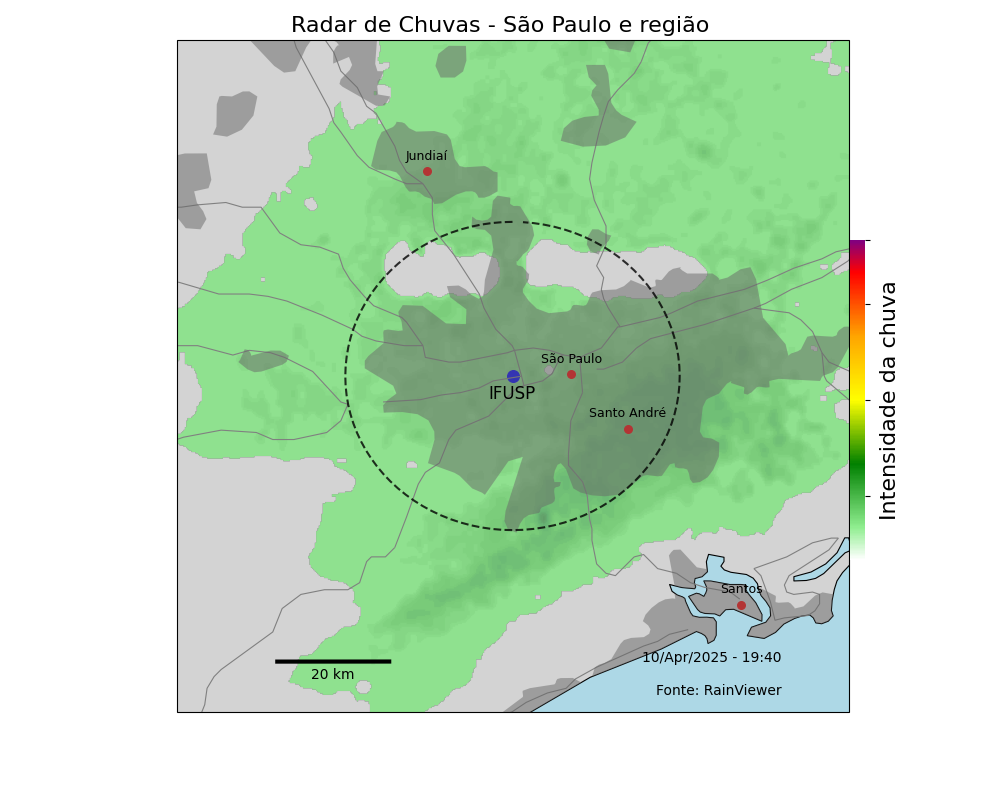 Radar de Chuvas - São Paulo e região
Jundiaí
São Paulo
IFUSP
Santo André
Intensidade da chuva
Santos
10/Apr/2025 - 19:40
20 km
Fonte: RainViewer